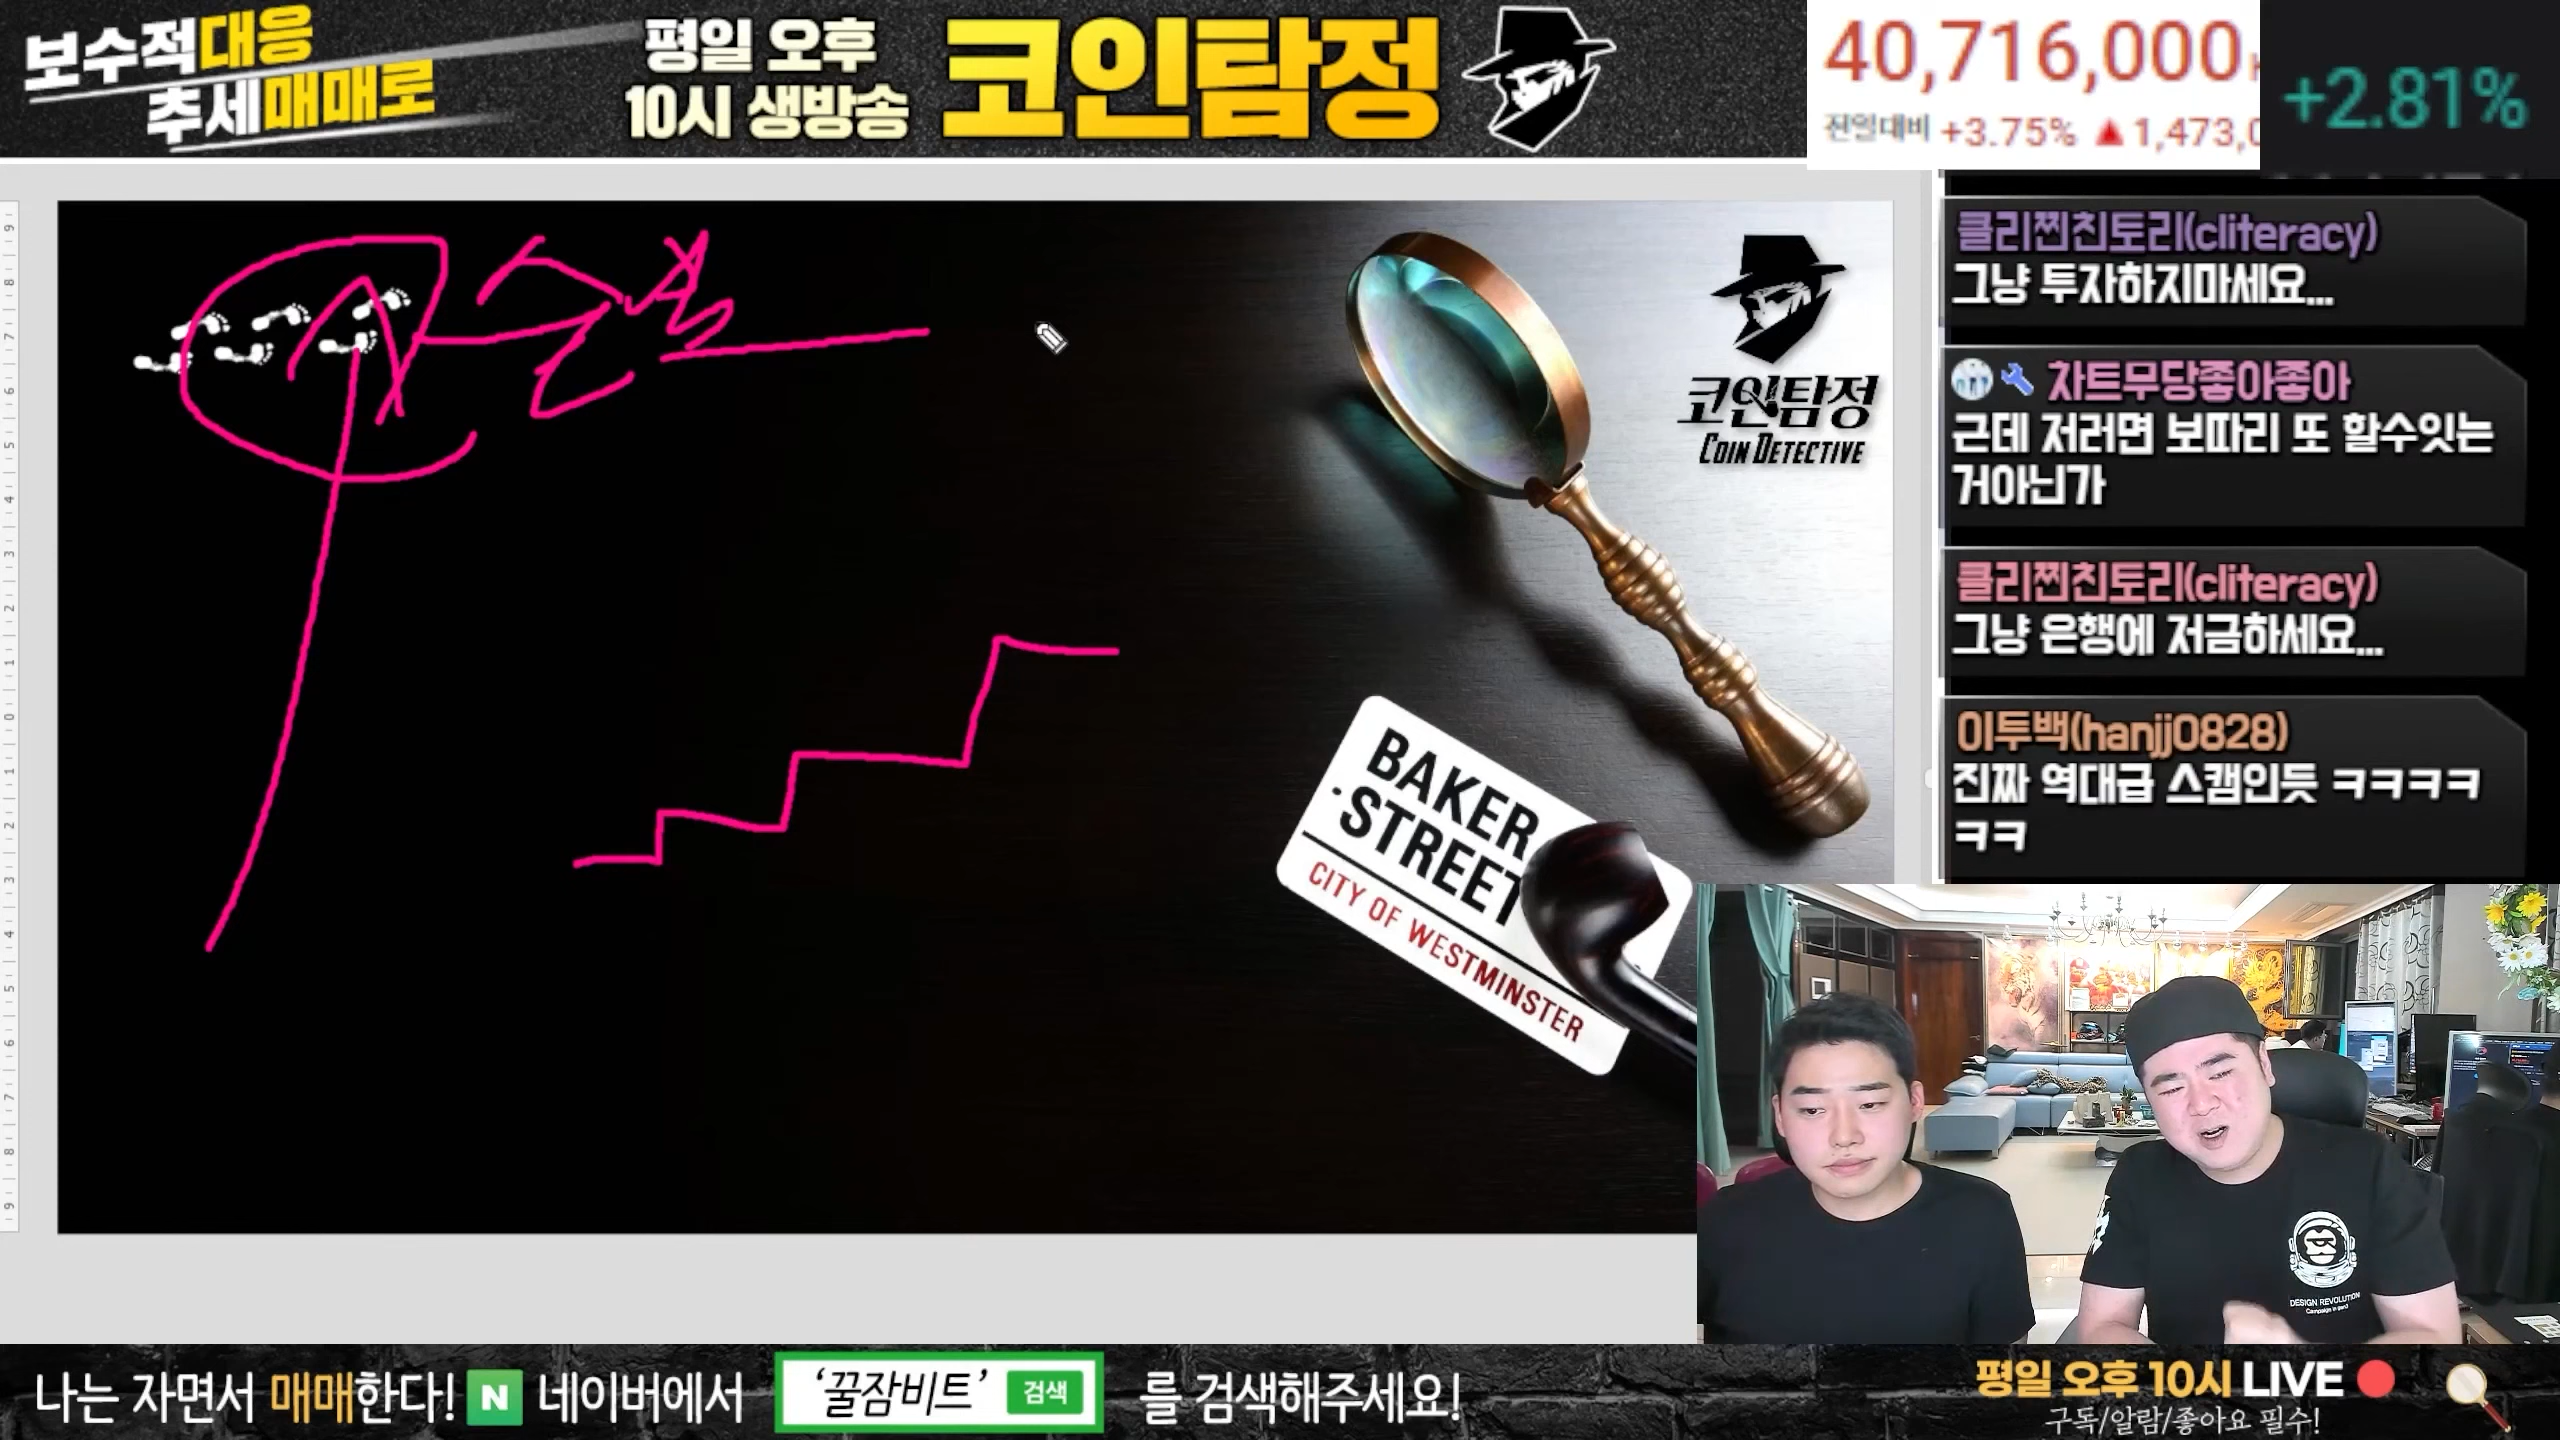 보수적대응
추세매매로
평일 오후
10시 생방송
코인탐정
40,716,000
전일대비 +3.75% ▲ 1,473,0
+2.81%
손절
코인탐정
COIN DETECTIVE
BAKER
STREET
CITY OF WESTMINSTER
클리찐친토리(cliteracy)
그냥 투자하지마세요...
차트무당좋아좋아
근데 저러면 보따리 또 할수잇는
거아닌가
클리찐친토리(cliteracy)
그냥 은행에 저금하세요...
이투백(hanjj0828)
진짜 역대급 스캠인듯 ㅋㅋㅋㅋ
ㅋㅋ
DESIGN REVOLUTION
나는 자면서 매매한다! N 네이버에서 '꿀잠비트' 검색 를 검색해주세요!
평일 오후 10시 LIVE
구독/알람/좋아요 필수!